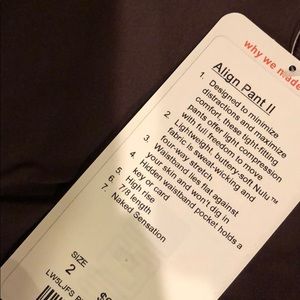 why we made
Align Pant II
1. Designed to minimize
distractions and maximize
comfort, these tight-fitting
pants offer light compression
with full freedom to move
2. Lightweight, buttery-soft Nulu™
fabric is sweat-wicking and
four-way stretch
3. Waistband lies flat against
your skin and won't dig in
4. Hidden waistband pocket holds a
key or card
5. High rise
6. 7/8 length
7. Naked Sensation
SIZE
2
LW5LJFS